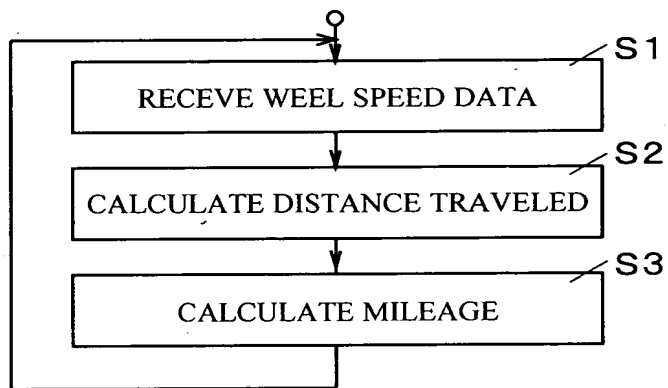 S1
RECEVE WEEL SPEED DATA
S2
CALCULATE DISTANCE TRAVELED
S3
CALCULATE MILEAGE